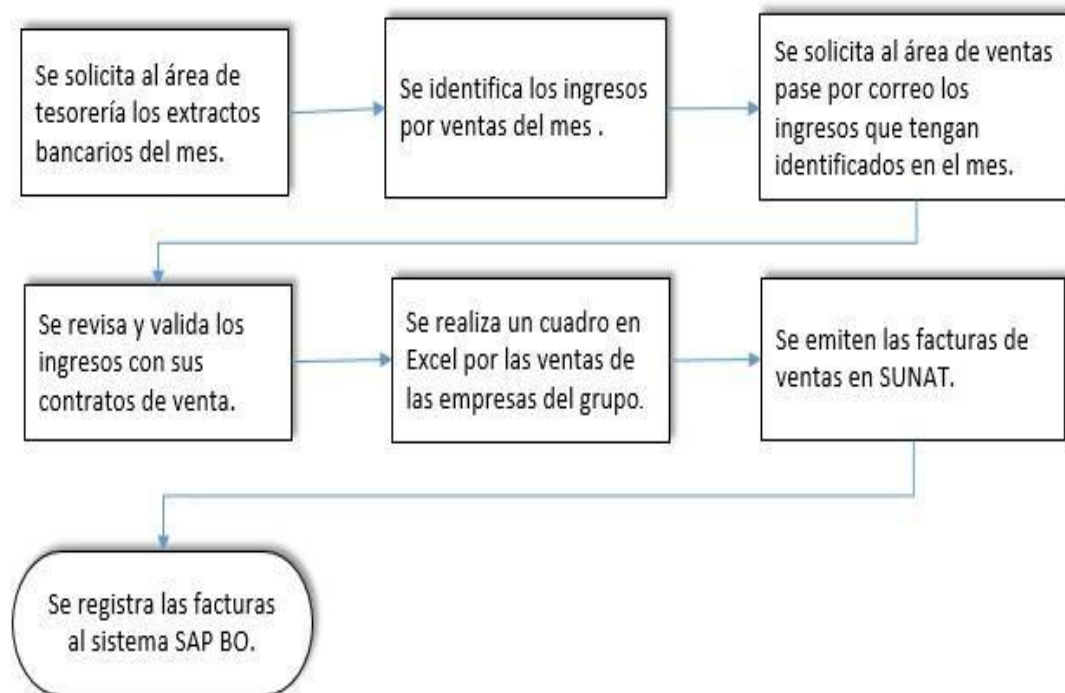 Se solicita al área de
tesorería los extractos
bancarios del mes.
Se identifica los ingresos
por ventas del mes .
Se solicita al área de ventas
pase por correo los
ingresos que tengan
identificados en el mes.
Se revisa y valida los
ingresos con sus
contratos de venta.
Se realiza un cuadro en
Excel por las ventas de
las empresas del grupo.
Se emiten las facturas de
ventas en SUNAT.
Se registra las facturas
al sistema SAP BO.